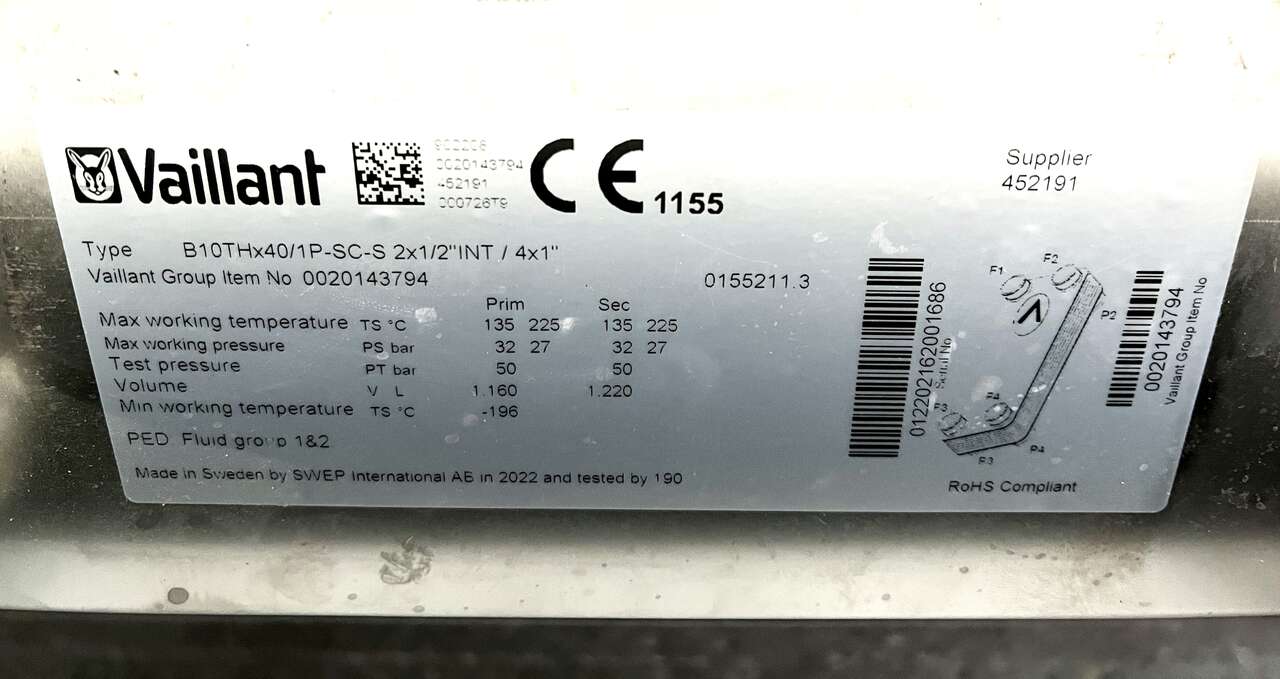 Vaillant
902206
0020143794
452191
000726T9
CE 1155
Supplier
452191
Type B10THx40/1P-SC-S 2x1/2"INT / 4x1"
Vaillant Group Item No 0020143794
0155211.3
Prim Sec
Max working temperature TS °C 135 225 135 225
Max working pressure PS bar 32 27 32 27
Test pressure PT bar 50 50
Volume V L 1.160 1.220
Min working temperature TS °C -196
PED Fluid group 1&2
Made in Sweden by SWEP International AB in 2022 and tested by 190
012202162001686
Serial No
F1
F2
P3
F3
F4
P3
P4
0020143794
Vaillant Group Item No
RoHS Compliant